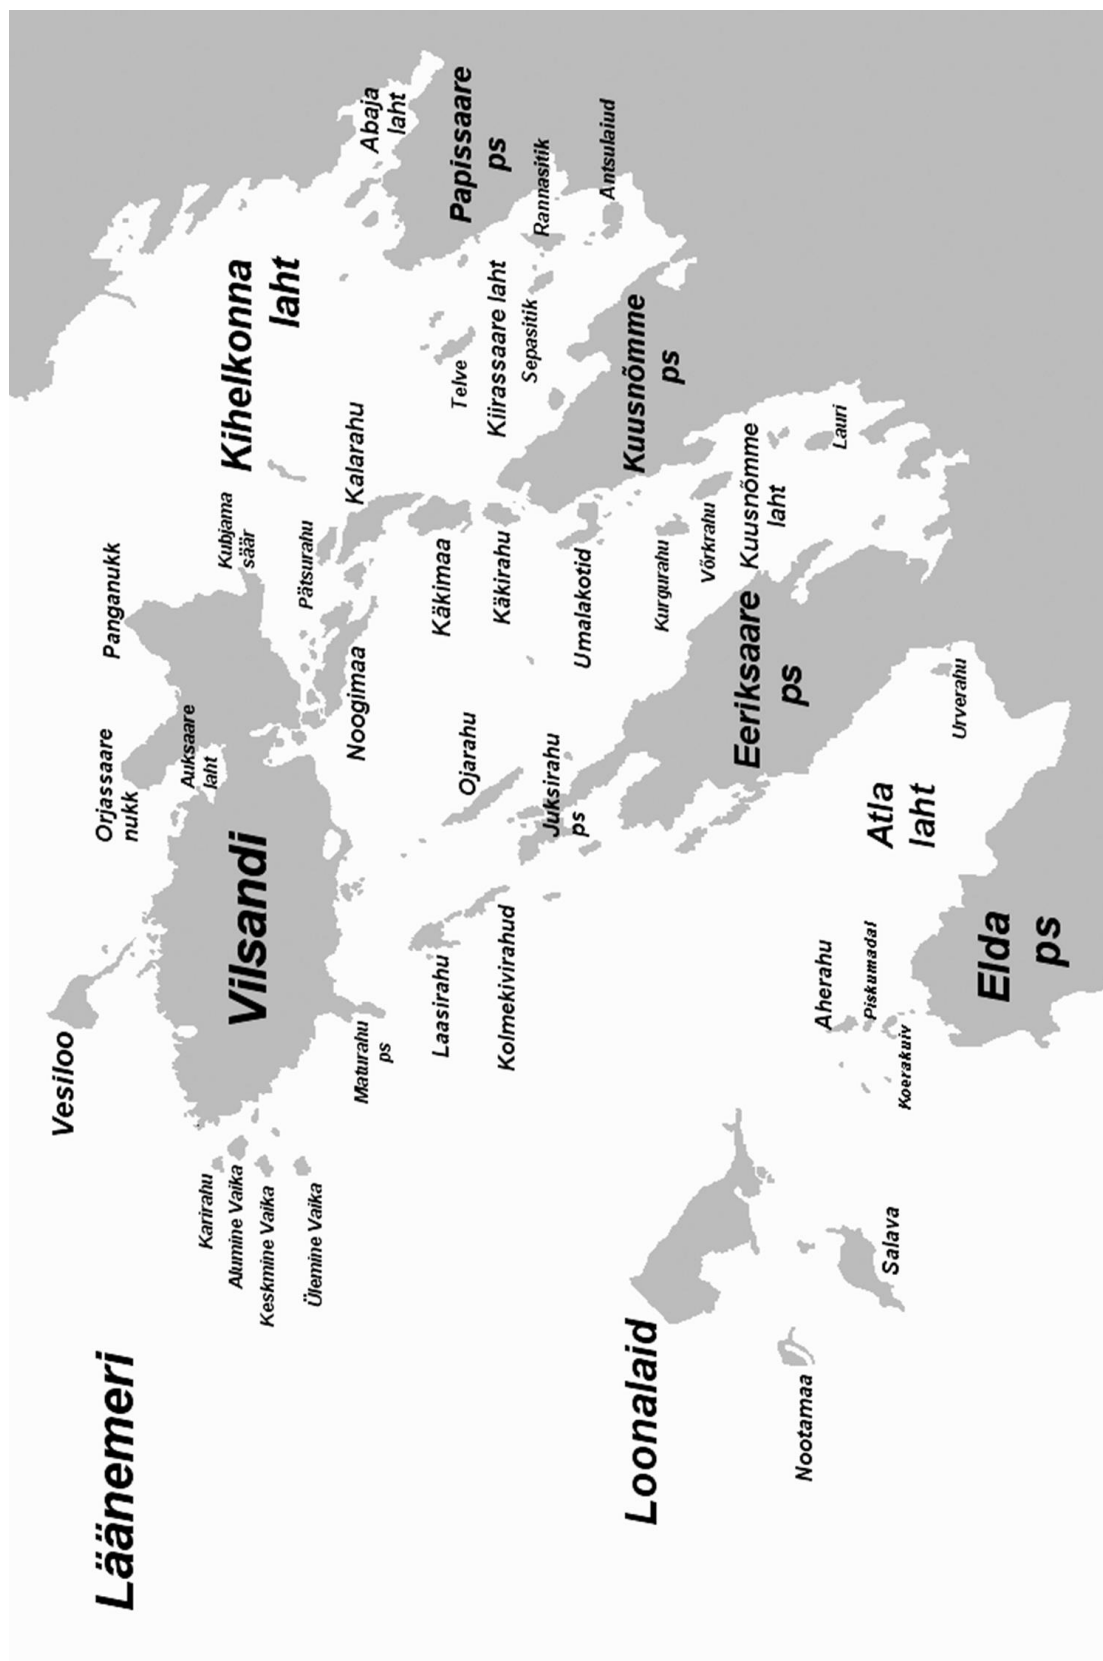 Läänemeri
Vesiloo
Orjassaare
nukk
Panganukk
Auksaare
laht
Kubjama
säär
Kihelkonna
laht
Abaja
laht
Papissaare
ps
Rannasitik
Antsulaiud
Vilsandi
Karirahu
Alumine Vaika
Keskmine Vaika
Ülemine Vaika
Maturahu
ps
Noogimaa
Pätsurahu
Kalarahu
Telve
Kiirassaare laht
Sepasitik
Kuusnõmme
ps
Laasirahu
Kolmekivirahud
Ojarahu
Juksirahu
ps
Käkimaa
Käkirahu
Umalakotid
Kurgurahu
Võrkrahu
Kuusnõmme
laht
Lauri
Eeriksaare
ps
Loonalaid
Nootamaa
Salava
Aherahu
Piskumadal
Koerakuiv
Atla
laht
Urverahu
Elda
ps